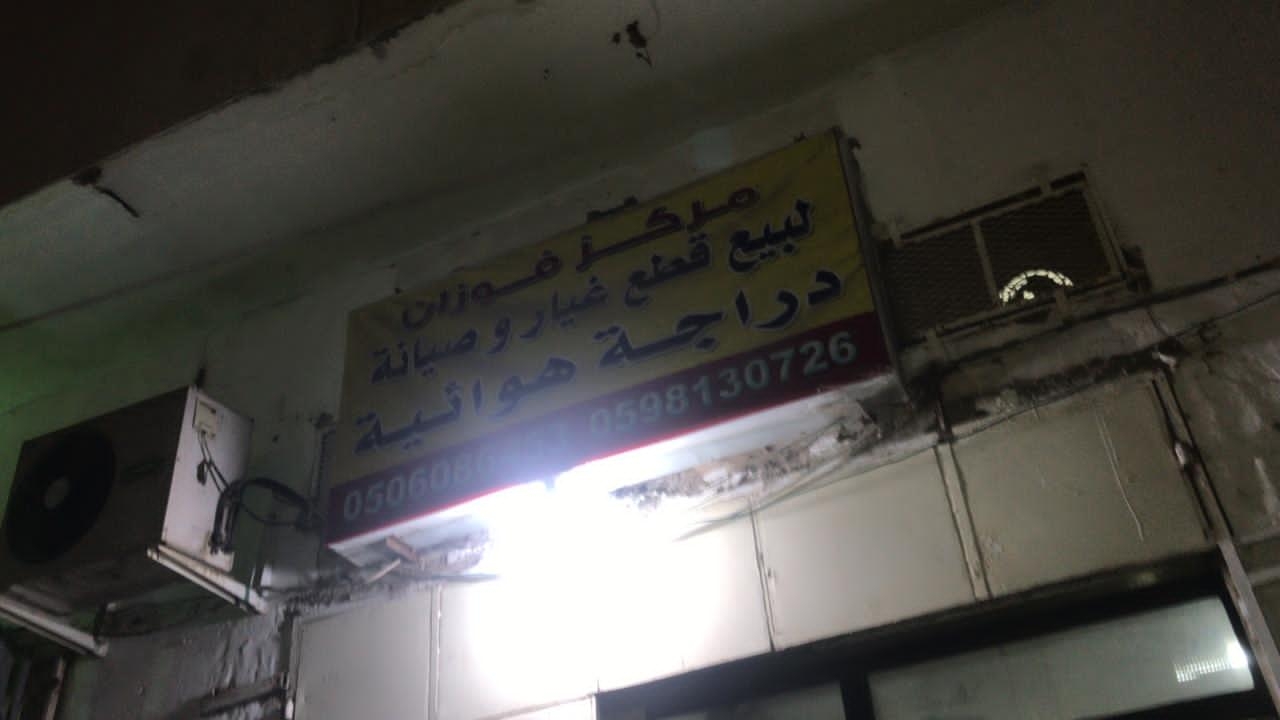 مركز فوزان
لبيع قطع غيار وصيانة
دراجة هوائية
0598130726